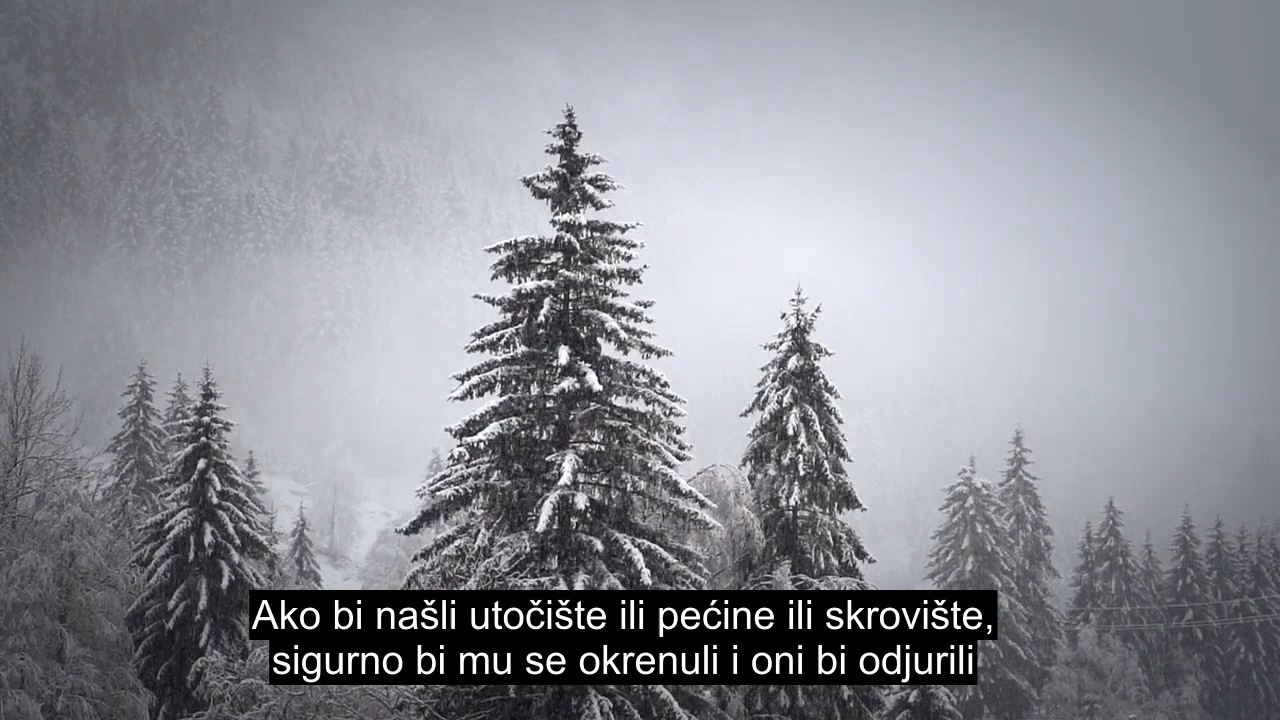 Ako bi našli utočište ili pećine ili skrovište,
sigurno bi mu se okrenuli i oni bi odjurili